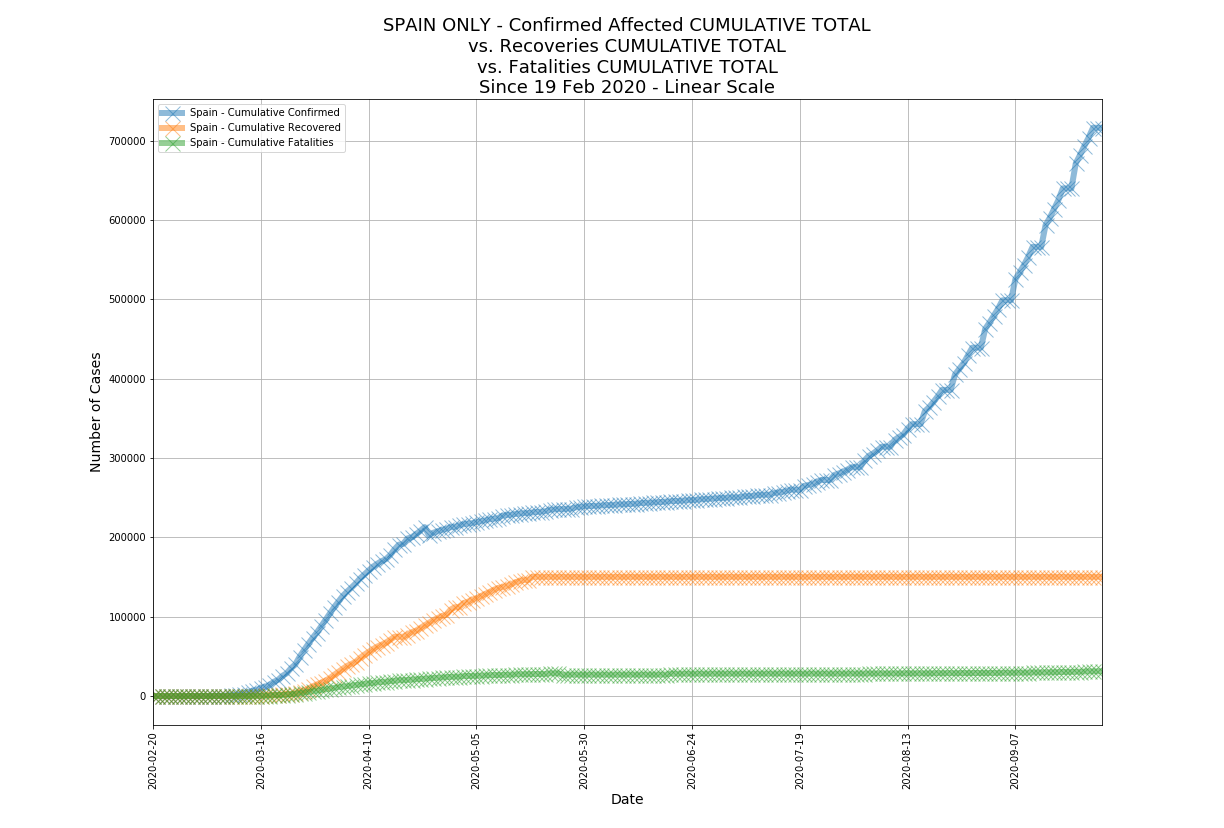 SPAIN ONLY - Confirmed Affected CUMULATIVE TOTAL
vs. Recoveries CUMULATIVE TOTAL
vs. Fatalities CUMULATIVE TOTAL
Since 19 Feb 2020 - Linear Scale
Spain - Cumulative Confirmed
Spain - Cumulative Recovered
Spain - Cumulative Fatalities
Number of Cases
700000
600000
500000
400000
300000
200000
100000
0
2020-02-20
2020-03-16
2020-04-10
2020-05-05
2020-05-30
2020-06-24
2020-07-19
2020-08-13
2020-09-07
Date